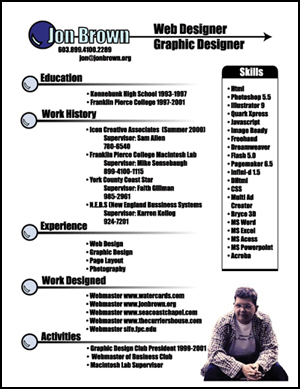 Jon-Brown
603.899.4100.2289
jon@jonbrown.org
Web Designer
Graphic Designer
Education
• Kennebunk High School 1993-1997
• Franklin Pierce College 1997-2001
Work History
• Icon Creative Associates (Summer 2000)
Supervisor: Sam Allen
780-6540
• Franklin Pierce College Macintosh Lab
Supervisor: Mike Sensebaugh
899-4100-1115
• York County Coast Star
Supervisor: Faith Gillman
985-2961
• N.E.B.S (New England Bussiness Systems
Supervisor: Karren Kellog
924-7201
Experience
• Web Design
• Graphic Design
• Page Layout
• Photography
Work Designed
•Webmaster www.watercards.com
•Webmaster www.jonbrown.org
•Webmaster www.seacoastchapel.com
•Webmaster www.thecurriershouse.com
•Webmaster sife.fpc.edu
Activities
• Graphic Design Club President 1999-2001
• Webmaster of Business Club
• Macintosh Lab Supervisor
Skills
• Html
• Photoshop 5.5
• Illustrator 9
• Quark Xpress
• Javascript
• Image Ready
• Freehand
• Dreamweaver
• Flash 5.0
• Pagemaker 6.5
• Infini-d 1.5
• DHtml
• CSS
• Multi Ad
Creator
• Bryce 3D
• MS Word
• MS Excel
• MS Acess
• MS Powerpoint
• Acroba